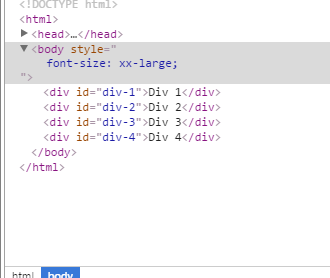 <!DOCTYPE html>
<html>
▶<head>…</head>
▼<body style="
font-size: xx-large;
">
<div id="div-1">Div 1</div>
<div id="div-2">Div 2</div>
<div id="div-3">Div 3</div>
<div id="div-4">Div 4</div>
</body>
</html>
html body